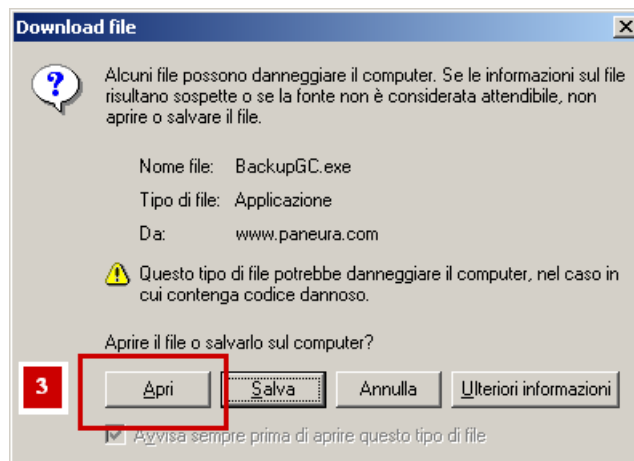 Download file
Alcuni file possono danneggiare il computer. Se le informazioni sul file
risultano sospette o se la fonte non è considerata attendibile, non
aprire o salvare il file.
Nome file: BackupGC.exe
Tipo di file: Applicazione
Da: www.paneura.com
Questo tipo di file potrebbe danneggiare il computer, nel caso in
cui contenga codice dannoso.
Aprire il file o salvarlo sul computer?
3 Apri Salva Annulla Ulteriori informazioni
Avvisa sempre prima di aprire questo tipo di file